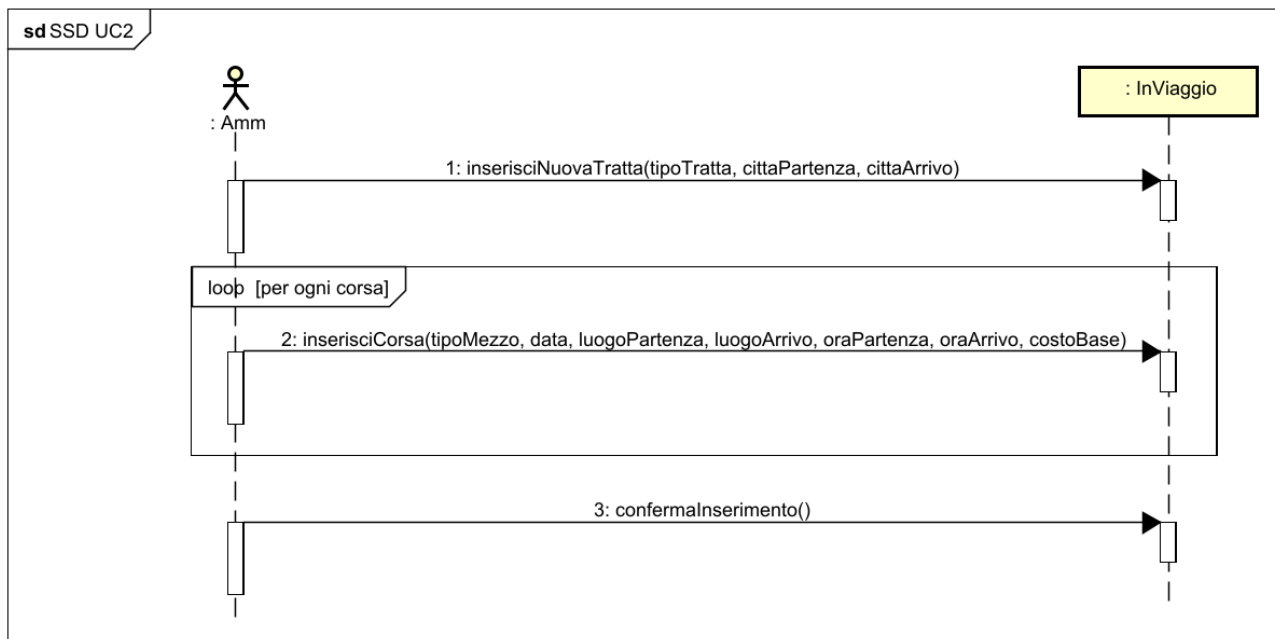 sd SSD UC2
: Amm
: InViaggio
1: inserisciNuovaTratta(tipoTratta, cittaPartenza, cittaArrivo)
loop [per ogni corsa]
2: inserisciCorsa(tipoMezzo, data, luogoPartenza, luogoArrivo, oraPartenza, oraArrivo, costoBase)
3: confermaInserimento()